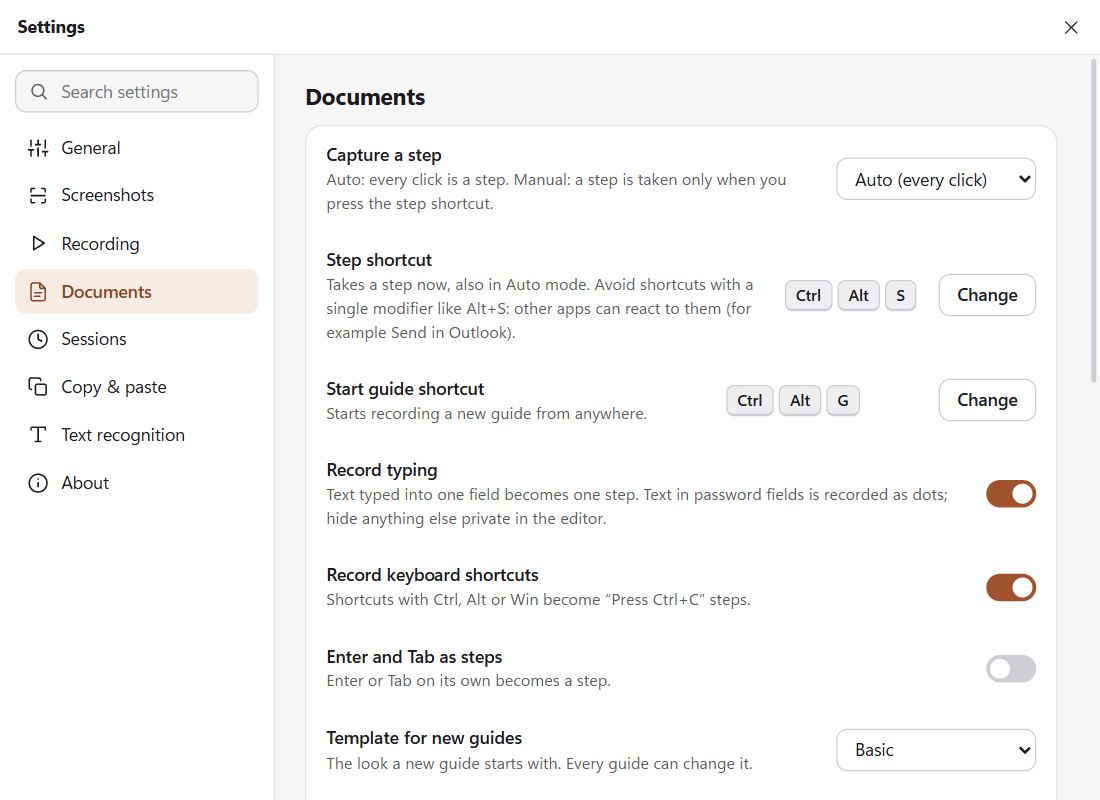 Settings
Search settings
General
Screenshots
Recording
Documents
Sessions
Copy & paste
Text recognition
About
Documents
Capture a step
Auto: every click is a step. Manual: a step is taken only when you
press the step shortcut.
Auto (every click)
Step shortcut
Takes a step now, also in Auto mode. Avoid shortcuts with a
single modifier like Alt+S: other apps can react to them (for
example Send in Outlook).
Ctrl Alt S Change
Start guide shortcut
Starts recording a new guide from anywhere.
Ctrl Alt G Change
Record typing
Text typed into one field becomes one step. Text in password fields is recorded as dots;
hide anything else private in the editor.
Record keyboard shortcuts
Shortcuts with Ctrl, Alt or Win become “Press Ctrl+C” steps.
Enter and Tab as steps
Enter or Tab on its own becomes a step.
Template for new guides
The look a new guide starts with. Every guide can change it.
Basic